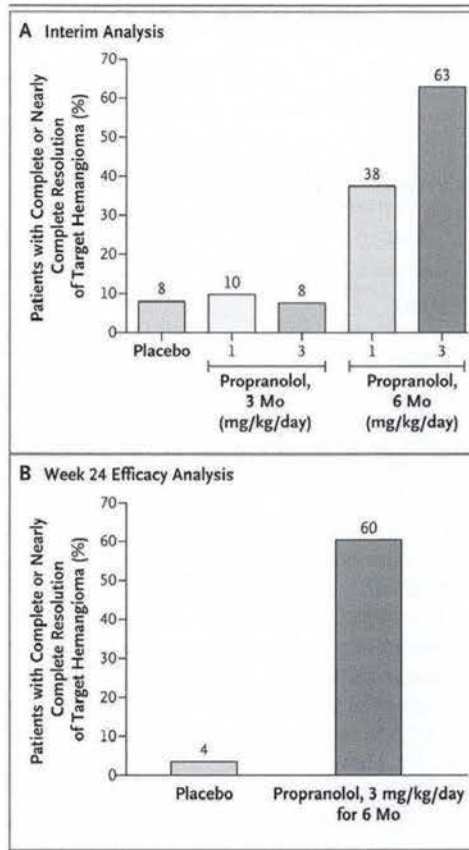 A Interim Analysis
Patients with Complete or Nearly
Complete Resolution
of Target Hemangioma (%)
70
60
50
40
30
20
10
0
8
10
8
38
63
Placebo
1
3
1
3
Propranolol,
3 Mo
(mg/kg/day)
Propranolol,
6 Mo
(mg/kg/day)
B Week 24 Efficacy Analysis
Patients with Complete or Nearly
Complete Resolution
of Target Hemangioma (%)
70
60
50
40
30
20
10
0
4
60
Placebo
Propranolol, 3 mg/kg/day
for 6 Mo